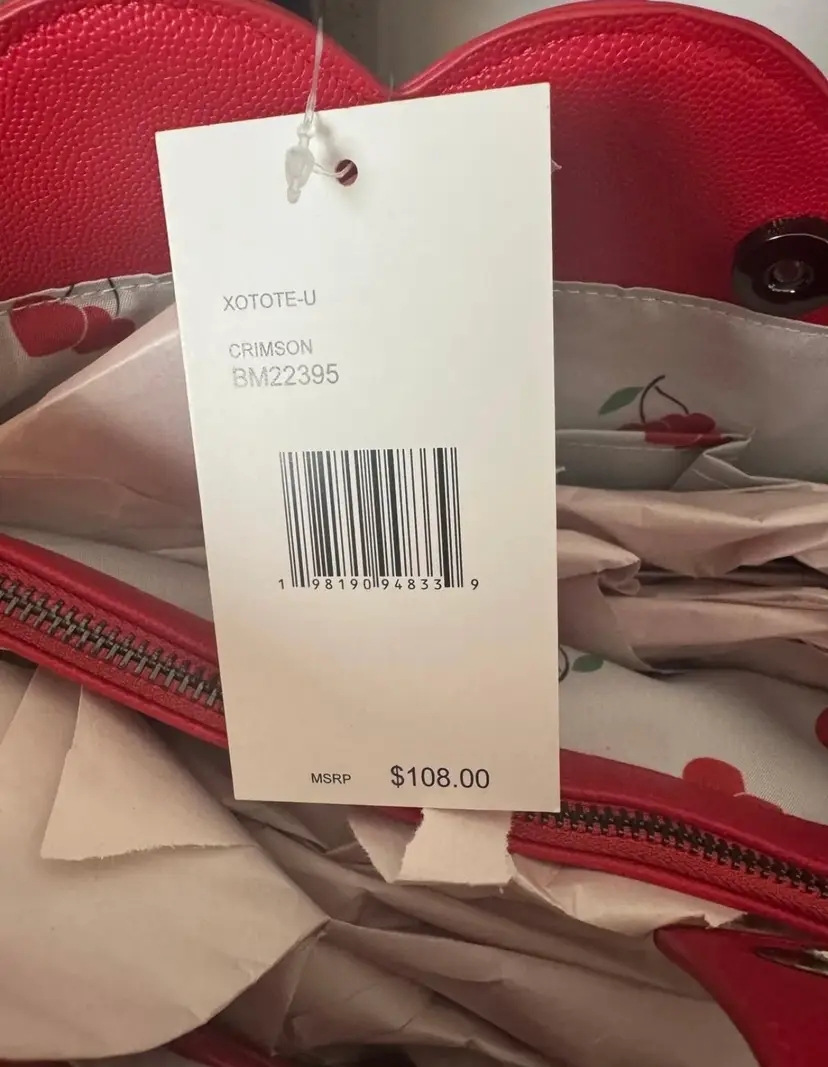 XOTOTE-U
CRIMSON
BM22395
1 98190 94833 9
MSRP $108.00